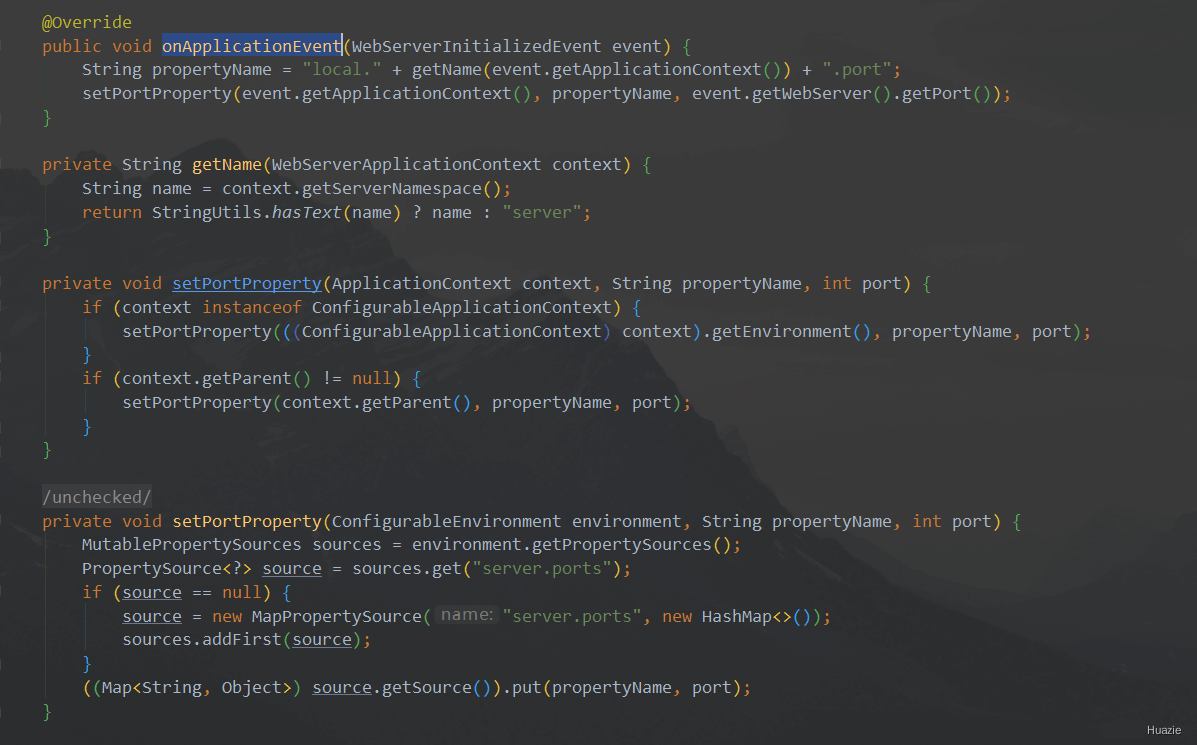 @Override
public void onApplicationEvent(WebServerInitializedEvent event) {
    String propertyName = "local." + getName(event.getApplicationContext()) + ".port";
    setPortProperty(event.getApplicationContext(), propertyName, event.getWebServer().getPort());
}
private String getName(WebServerApplicationContext context) {
    String name = context.getServerNamespace();
    return StringUtils.hasText(name) ? name : "server";
}
private void setPortProperty(ApplicationContext context, String propertyName, int port) {
    if (context instanceof ConfigurableApplicationContext) {
        setPortProperty(((ConfigurableApplicationContext) context).getEnvironment(), propertyName, port);
    }
    if (context.getParent() != null) {
        setPortProperty(context.getParent(), propertyName, port);
    }
}
/unchecked/
private void setPortProperty(ConfigurableEnvironment environment, String propertyName, int port) {
    MutablePropertySources sources = environment.getPropertySources();
    PropertySource<?> source = sources.get("server.ports");
    if (source == null) {
        source = new MapPropertySource( name: "server.ports", new HashMap<>());
        sources.addFirst(source);
    }
    ((Map<String, Object>) source.getSource()).put(propertyName, port);
}
Huazie